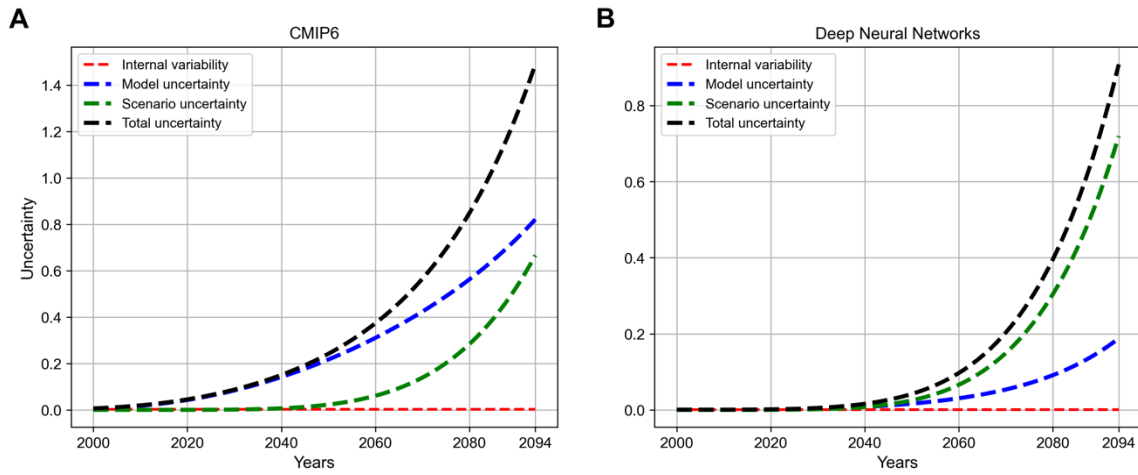 A
CMIP6
Internal variability
Model uncertainty
Scenario uncertainty
Total uncertainty
Uncertainty
1.4
1.2
1.0
0.8
0.6
0.4
0.2
0.0
2000 2020 2040 2060 2080 2094
Years
B
Deep Neural Networks
Internal variability
Model uncertainty
Scenario uncertainty
Total uncertainty
0.8
0.6
0.4
0.2
0.0
2000 2020 2040 2060 2080 2094
Years